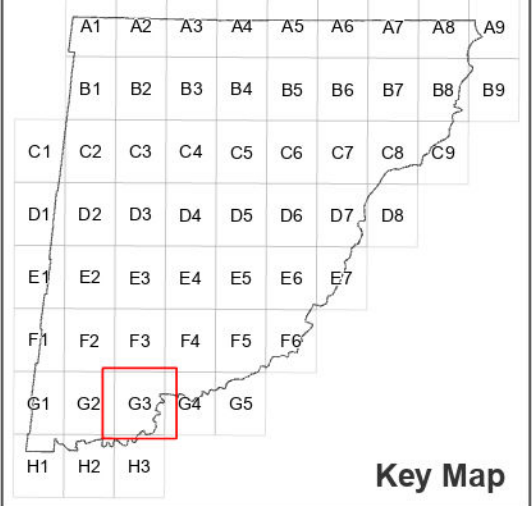 A1 A2 A3 A4 A5 A6 A7 A8 A9
B1 B2 B3 B4 B5 B6 B7 B8 B9
C1 C2 C3 C4 C5 C6 C7 C8 C9
D1 D2 D3 D4 D5 D6 D7 D8
E1 E2 E3 E4 E5 E6 E7
F1 F2 F3 F4 F5 F6
G1 G2 G3 G4 G5
H1 H2 H3
Key Map